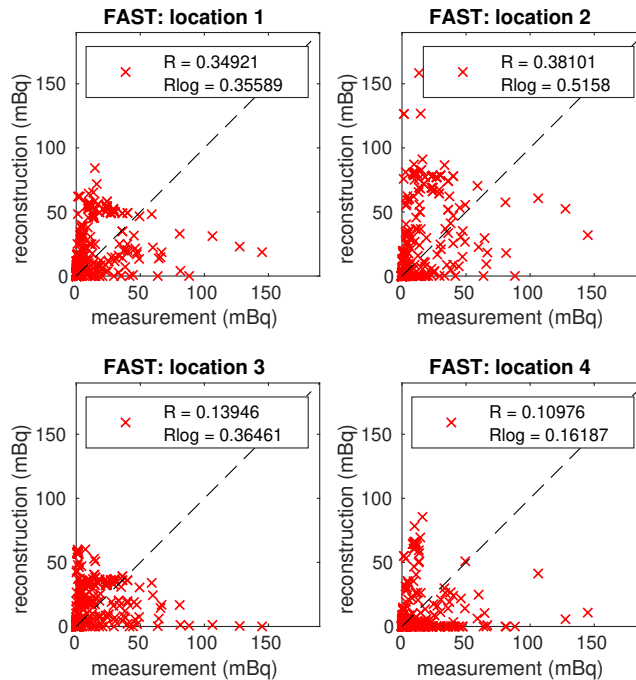 FAST: location 1
R = 0.34921
Rlog = 0.35589
150
100
50
0
reconstruction (mBq)
0 50 100 150
measurement (mBq)
FAST: location 2
R = 0.38101
Rlog = 0.5158
150
100
50
0
reconstruction (mBq)
0 50 100 150
measurement (mBq)
FAST: location 3
R = 0.13946
Rlog = 0.36461
150
100
50
0
reconstruction (mBq)
0 50 100 150
measurement (mBq)
FAST: location 4
R = 0.10976
Rlog = 0.16187
150
100
50
0
reconstruction (mBq)
0 50 100 150
measurement (mBq)